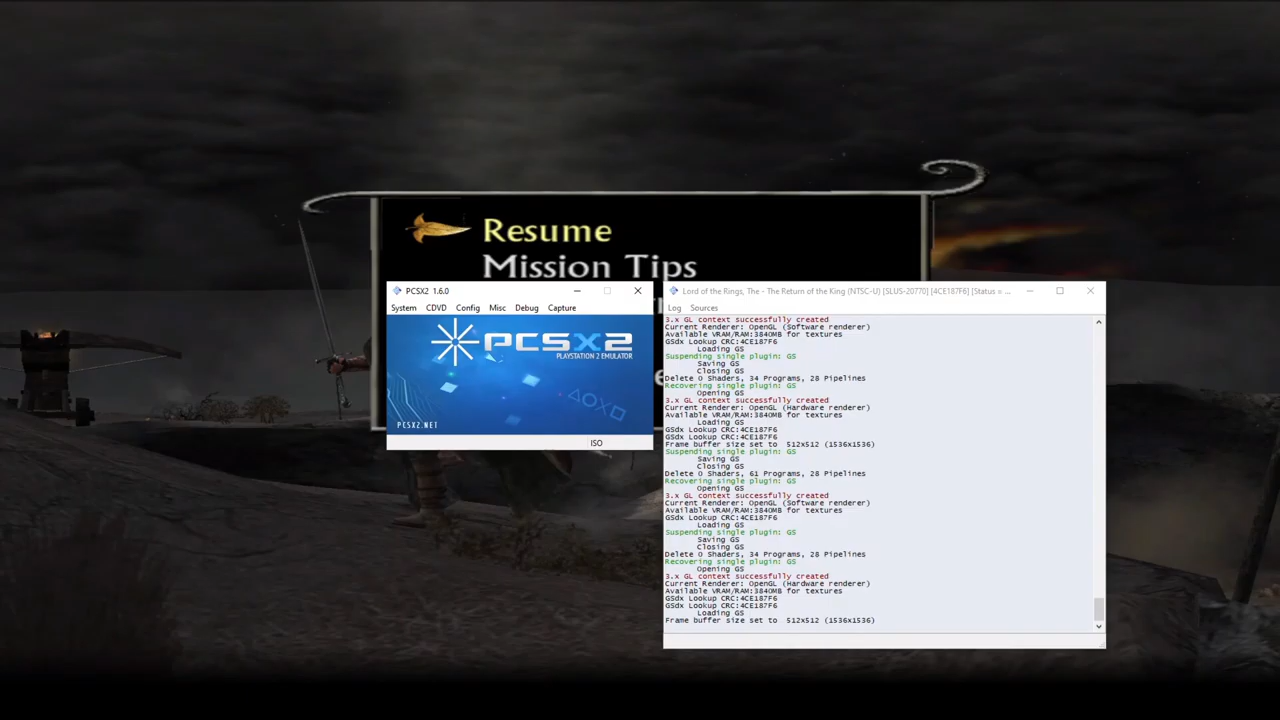 Resume
Mission Tips
PCSX2 1.6.0
System CDVD Config Misc Debug Capture
PCSX2
PLAYSTATION 2 EMULATOR
PCSX2.NET
ISO
Lord of the Rings, The - The Return of the King (NTSC-U) [SLUS-20770] [4CE187F6] [Status = ...
Log Sources
3.x GL context successfully created
Current Renderer: OpenGL (Software renderer)
Available VRAM/RAM:3840MB for textures
GSdx Lookup CRC:4CE187F6
Loading GS
Suspending single plugin: GS
Saving GS
Closing GS
Delete 0 Shaders, 34 Programs, 28 Pipelines
Recovering single plugin: GS
Opening GS
3.x GL context successfully created
Current Renderer: OpenGL (Hardware renderer)
Available VRAM/RAM:3840MB for textures
Loading GS
GSdx Lookup CRC:4CE187F6
GSdx Lookup CRC:4CE187F6
Frame buffer size set to 512x512 (1536x1536)
Suspending single plugin: GS
Saving GS
Closing GS
Delete 0 Shaders, 61 Programs, 28 Pipelines
Recovering single plugin: GS
Opening GS
3.x GL context successfully created
Current Renderer: OpenGL (Software renderer)
Available VRAM/RAM:3840MB for textures
GSdx Lookup CRC:4CE187F6
Loading GS
Suspending single plugin: GS
Saving GS
Closing GS
Delete 0 Shaders, 34 Programs, 28 Pipelines
Recovering single plugin: GS
Opening GS
3.x GL context successfully created
Current Renderer: OpenGL (Hardware renderer)
Available VRAM/RAM:3840MB for textures
GSdx Lookup CRC:4CE187F6
GSdx Lookup CRC:4CE187F6
Loading GS
Frame buffer size set to 512x512 (1536x1536)